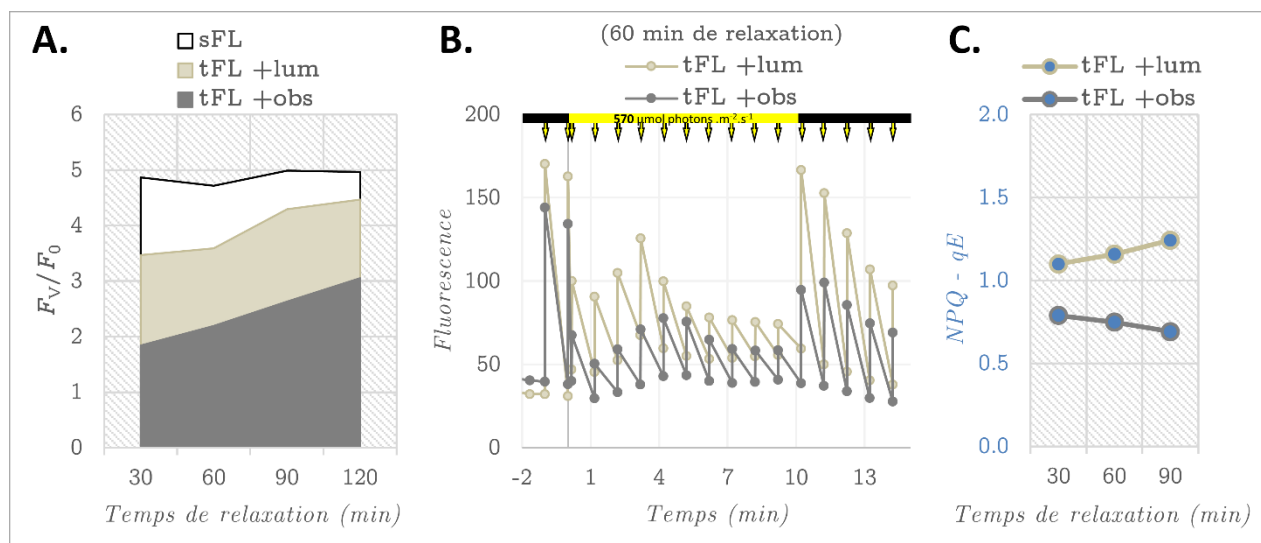 A.
sFL
tFL +lum
tFL +obs
6
5
4
3
2
1
0
FV/F0
30 60 90 120
Temps de relaxation (min)
B.
(60 min de relaxation)
tFL +lum
tFL +obs
570 µmol photons .m-2.s-1
200
150
100
50
0
Fluorescence
-2 1 4 7 10 13
Temps (min)
C.
tFL +lum
tFL +obs
2.0
1.5
1.0
0.5
0.0
NPQ - qE
30 60 90
Temps de relaxation (min)